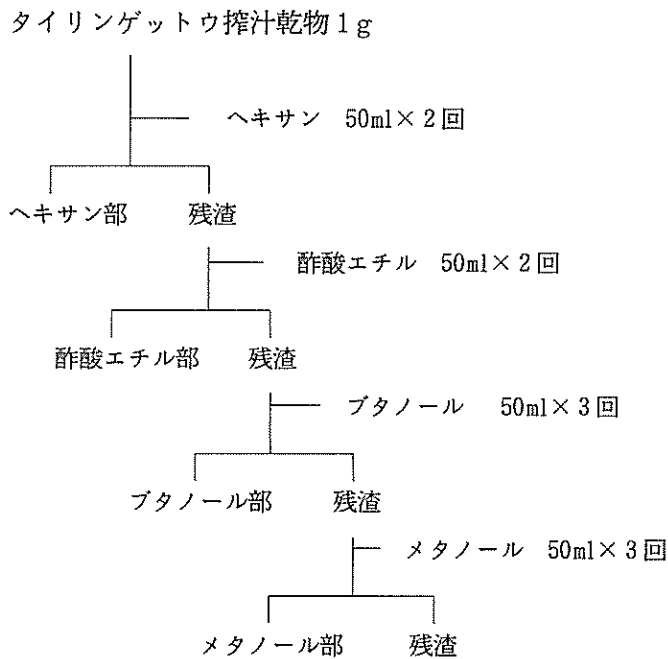 タイリンゲットウ搾汁乾物1g
ヘキサン 50ml×2回
ヘキサン部 残渣
酢酸エチル 50ml×2回
酢酸エチル部 残渣
ブタノール 50ml×3回
ブタノール部 残渣
メタノール 50ml×3回
メタノール部 残渣